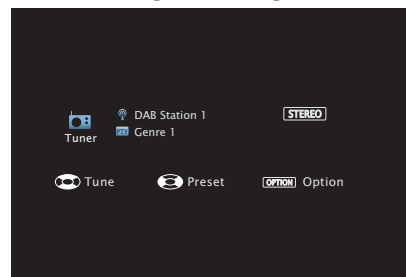 DAB Station 1
STEREO
Genre 1
Tuner
Tune
Preset
OPTION Option